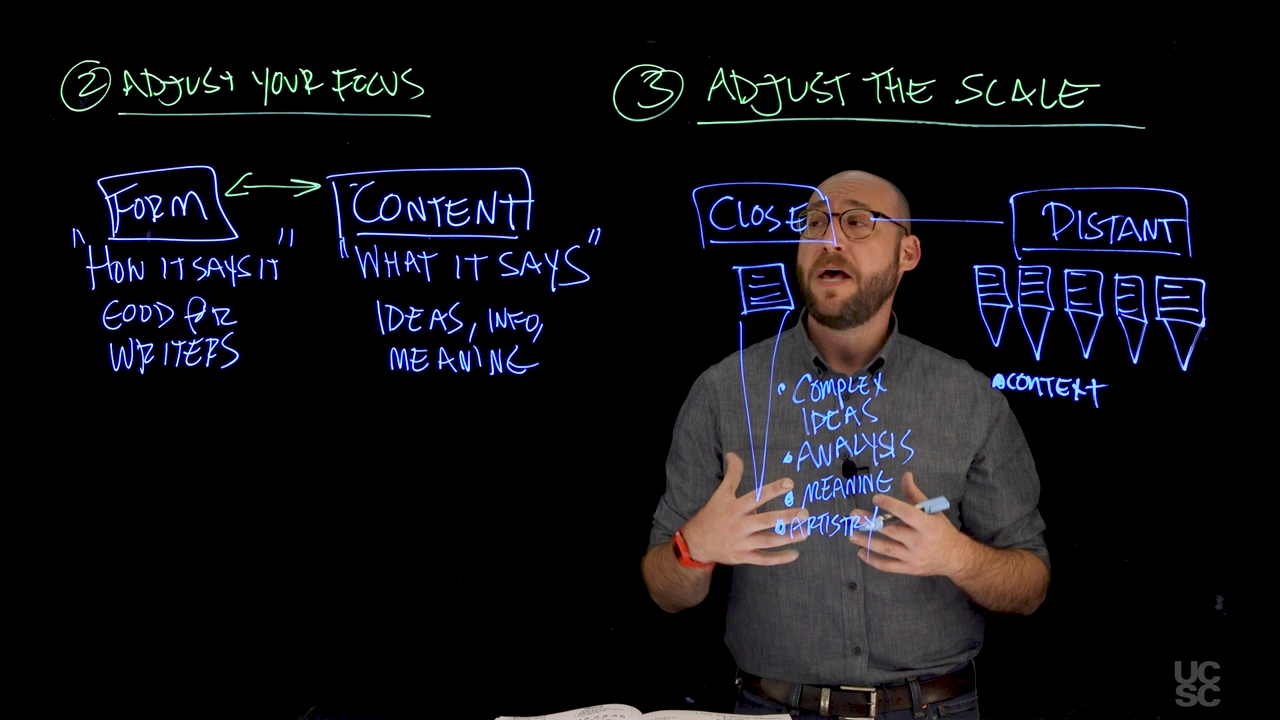 ② ADJUST YOUR FOCUS
FORM
"HOW IT SAYS IT"
GOOD FOR
WRITERS
CONTENT
"WHAT IT SAYS"
IDEAS, INFO,
MEANING
③ ADJUST THE SCALE
CLOSE
• COMPLEX
IDEAS
• ANALYSIS
• MEANING
• ARTISTRY
DISTANT
• CONTEXT
UC
SC